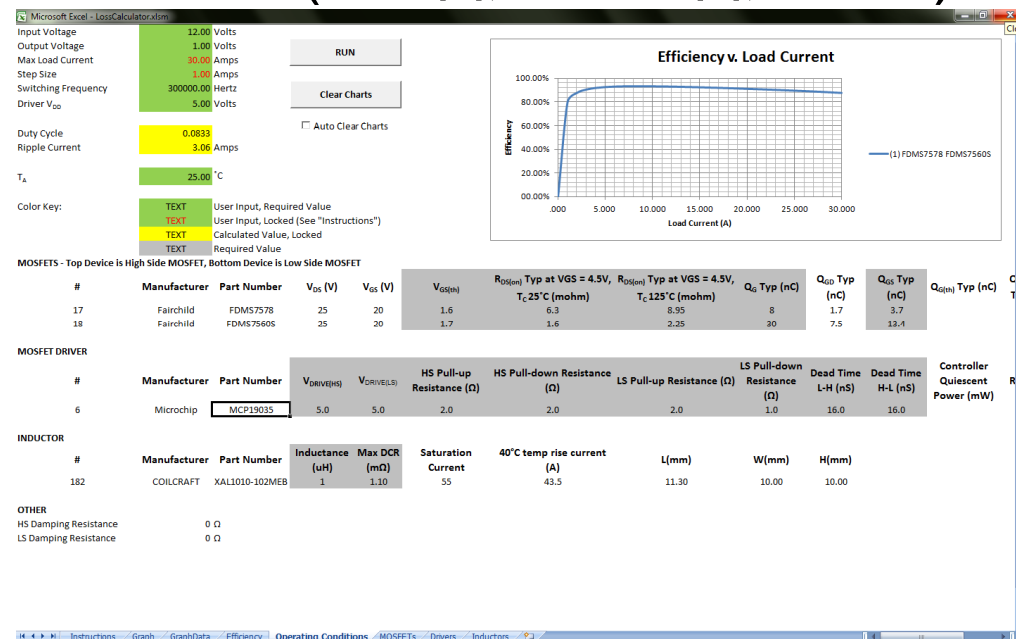 Microsoft Excel - LossCalculator.xlsm
Input Voltage 12.00 Volts
Output Voltage 1.00 Volts
Max Load Current 30.00 Amps
Step Size 1.00 Amps
Switching Frequency 300000.00 Hertz
Driver VDD 5.00 Volts
Duty Cycle 0.0833
Ripple Current 3.06 Amps
TA 25.00 °C
Color Key: TEXT User Input, Required Value
TEXT User Input, Locked (See "Instructions")
TEXT Calculated Value, Locked
TEXT Required Value
RUN
Clear Charts
Auto Clear Charts
Efficiency v. Load Current
100.00%
80.00%
60.00%
40.00%
20.00%
00.00%
Efficiency
.000 5.000 10.000 15.000 20.000 25.000 30.000
Load Current (A)
(1) FDMS7578 FDMS7560S
MOSFETS - Top Device is High Side MOSFET, Bottom Device is Low Side MOSFET
# Manufacturer Part Number VDS (V) VGS (V) VGS(th) RDS(on) Typ at VGS = 4.5V, TC 25°C (mohm) RDS(on) Typ at VGS = 4.5V, TC 125°C (mohm) QG Typ (nC) QGD Typ (nC) QGS Typ (nC) QG(th) Typ (nC)
17 Fairchild FDMS7578 25 20 1.6 6.3 8.95 8 1.7 3.7
18 Fairchild FDMS7560S 25 20 1.7 1.6 2.25 30 7.5 13.4
MOSFET DRIVER
# Manufacturer Part Number VDRIVE(HS) VDRIVE(LS) HS Pull-up Resistance (Ω) HS Pull-down Resistance (Ω) LS Pull-up Resistance (Ω) LS Pull-down Resistance (Ω) Dead Time L-H (nS) Dead Time H-L (nS) Controller Quiescent Power (mW) R
6 Microchip MCP19035 5.0 5.0 2.0 2.0 2.0 1.0 16.0 16.0
INDUCTOR
# Manufacturer Part Number Inductance (uH) Max DCR (mΩ) Saturation Current 40°C temp rise current (A) L(mm) W(mm) H(mm)
182 COILCRAFT XAL1010-102MEB 1 1.10 55 43.5 11.30 10.00 10.00
OTHER
HS Damping Resistance 0 Ω
LS Damping Resistance 0 Ω
Instructions Graph GraphData Efficiency Operating Conditions MOSFETs Drivers Inductors